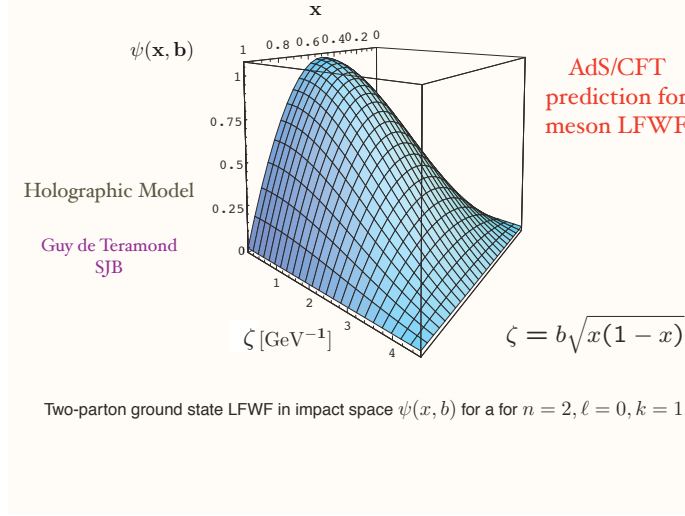 x
ψ(x, b)
1 0.8 0.6 0.4 0.2 0
1
0.75
0.5
0.25
0
1
2
3
4
ζ [GeV⁻¹]
AdS/CFT
prediction for
meson LFWF
Holographic Model
Guy de Teramond
SJB
ζ = b√x(1 − x)
Two-parton ground state LFWF in impact space ψ(x, b) for a for n = 2, ℓ = 0, k = 1